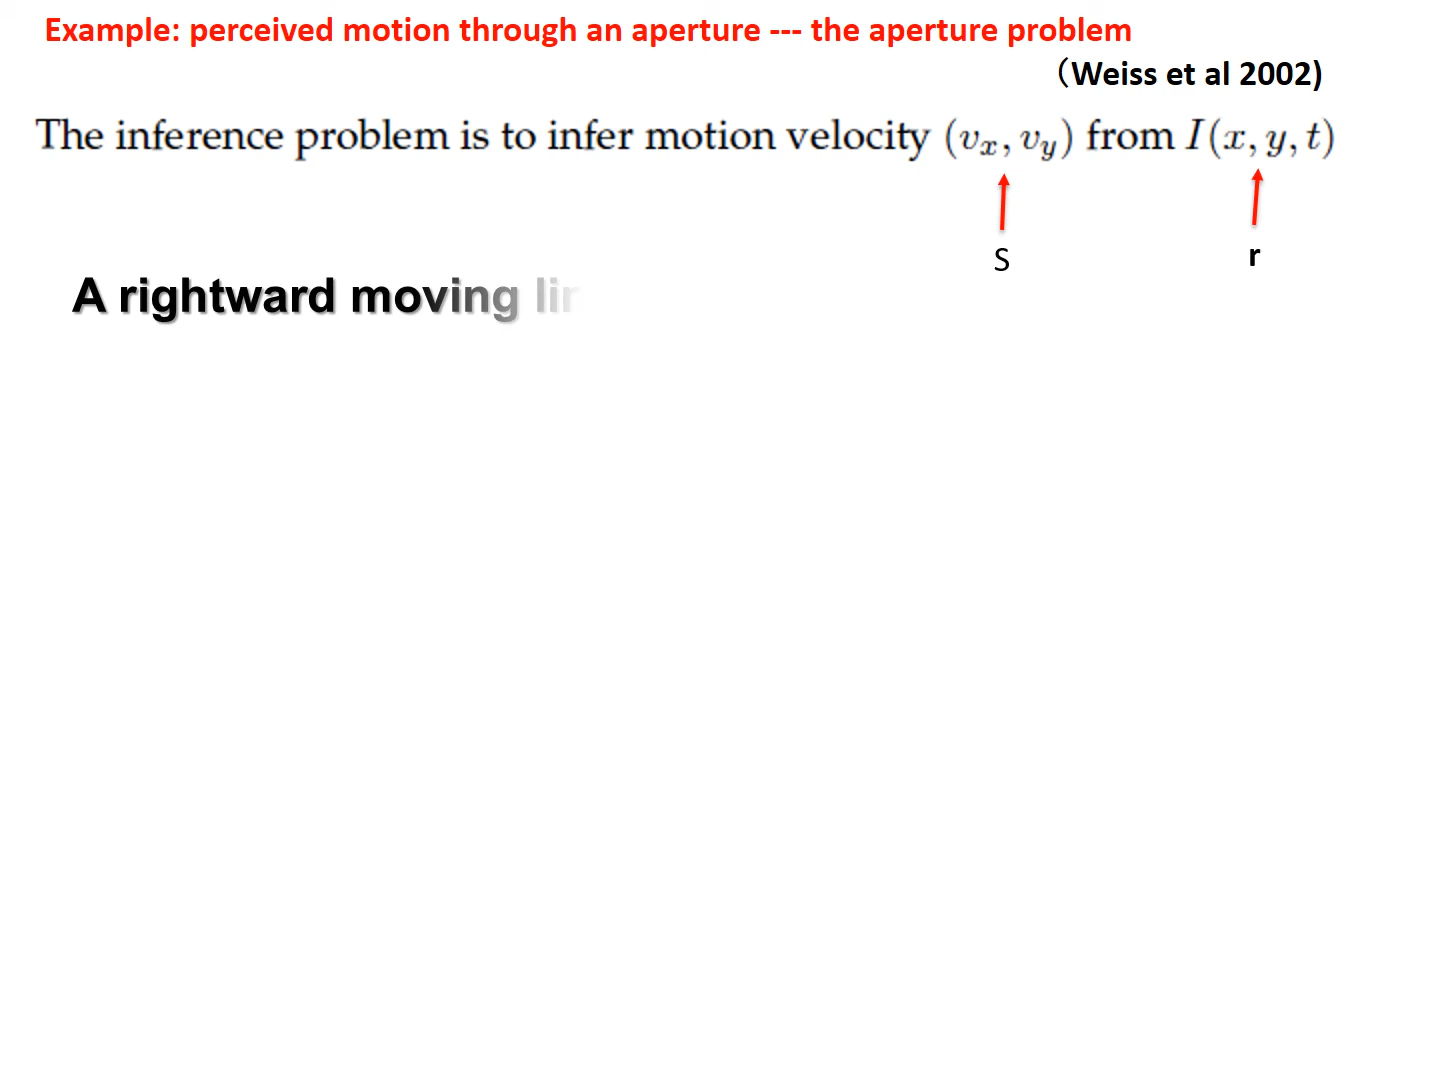 Example: perceived motion through an aperture --- the aperture problem
（Weiss et al 2002)
The inference problem is to infer motion velocity (vx, vy) from I(x, y, t)
S
r
A rightward moving